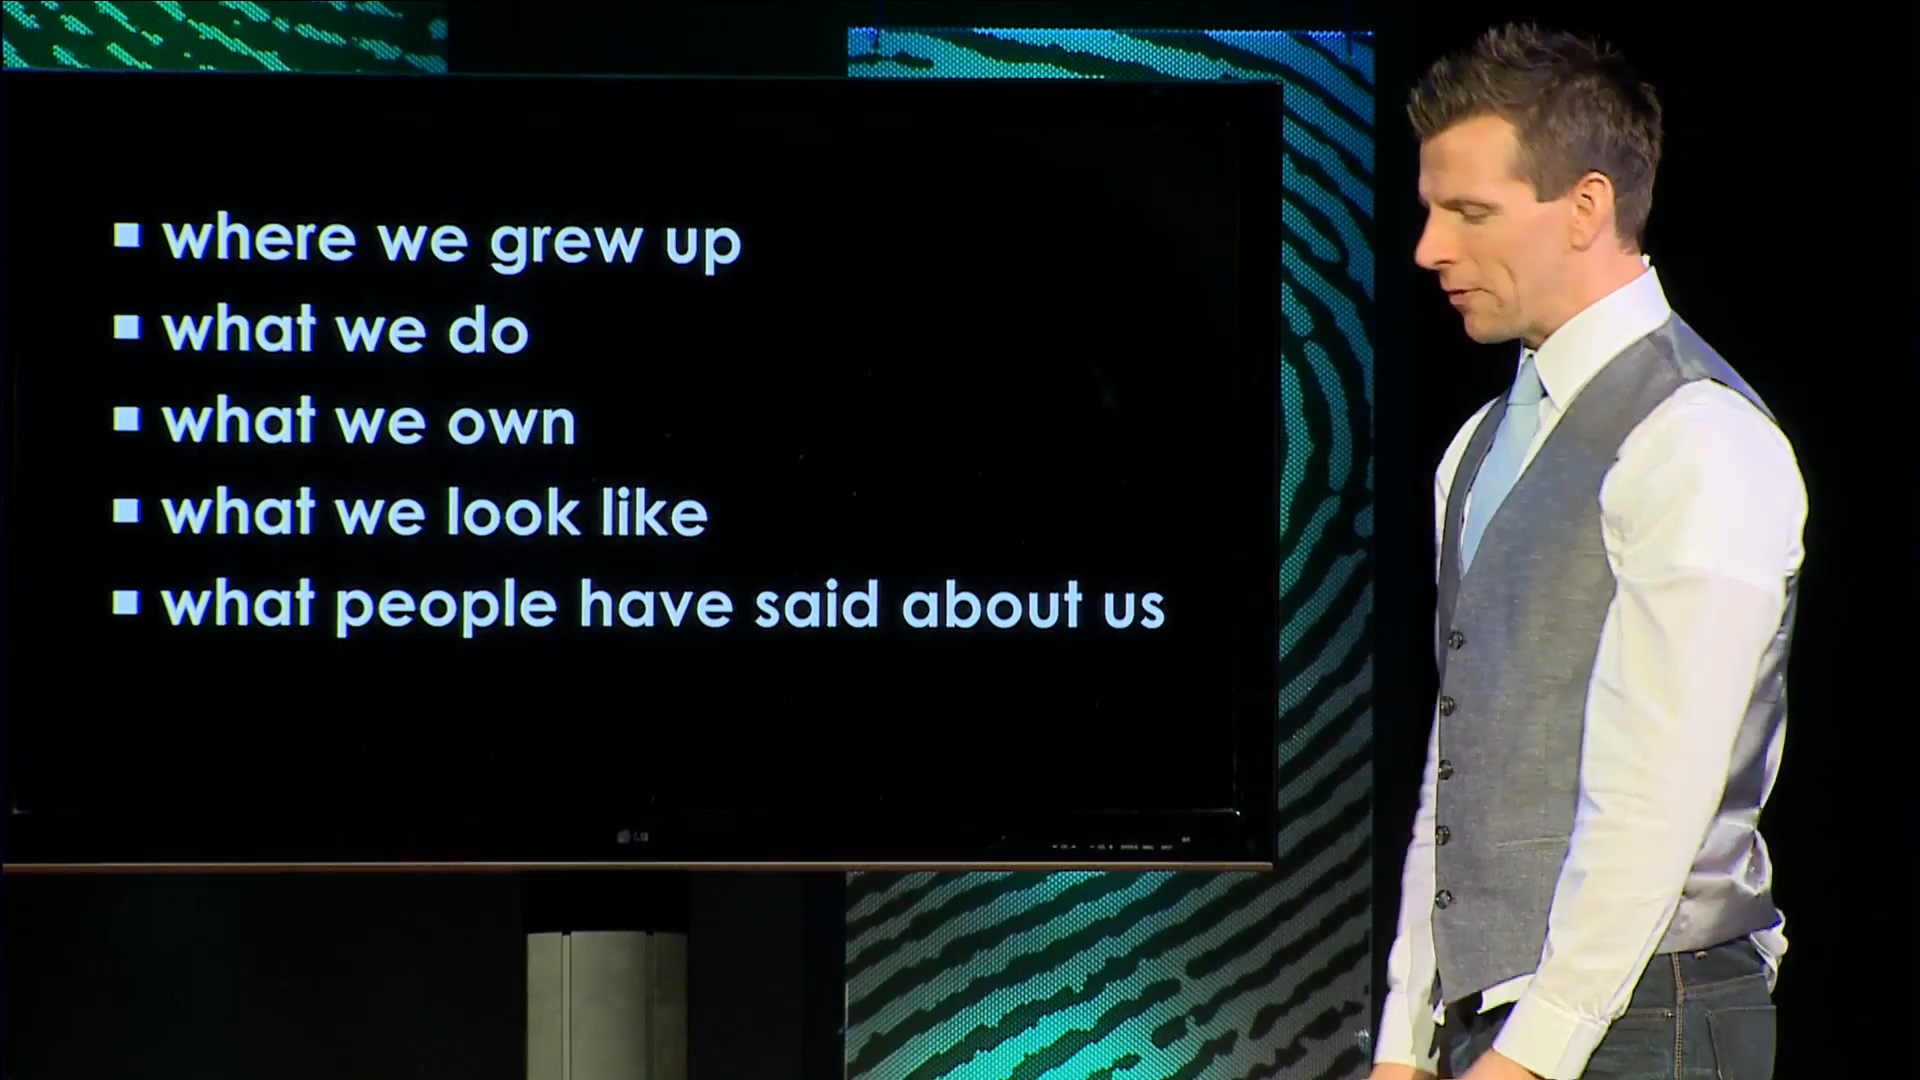 ▪ where we grew up
▪ what we do
▪ what we own
▪ what we look like
▪ what people have said about us
LG